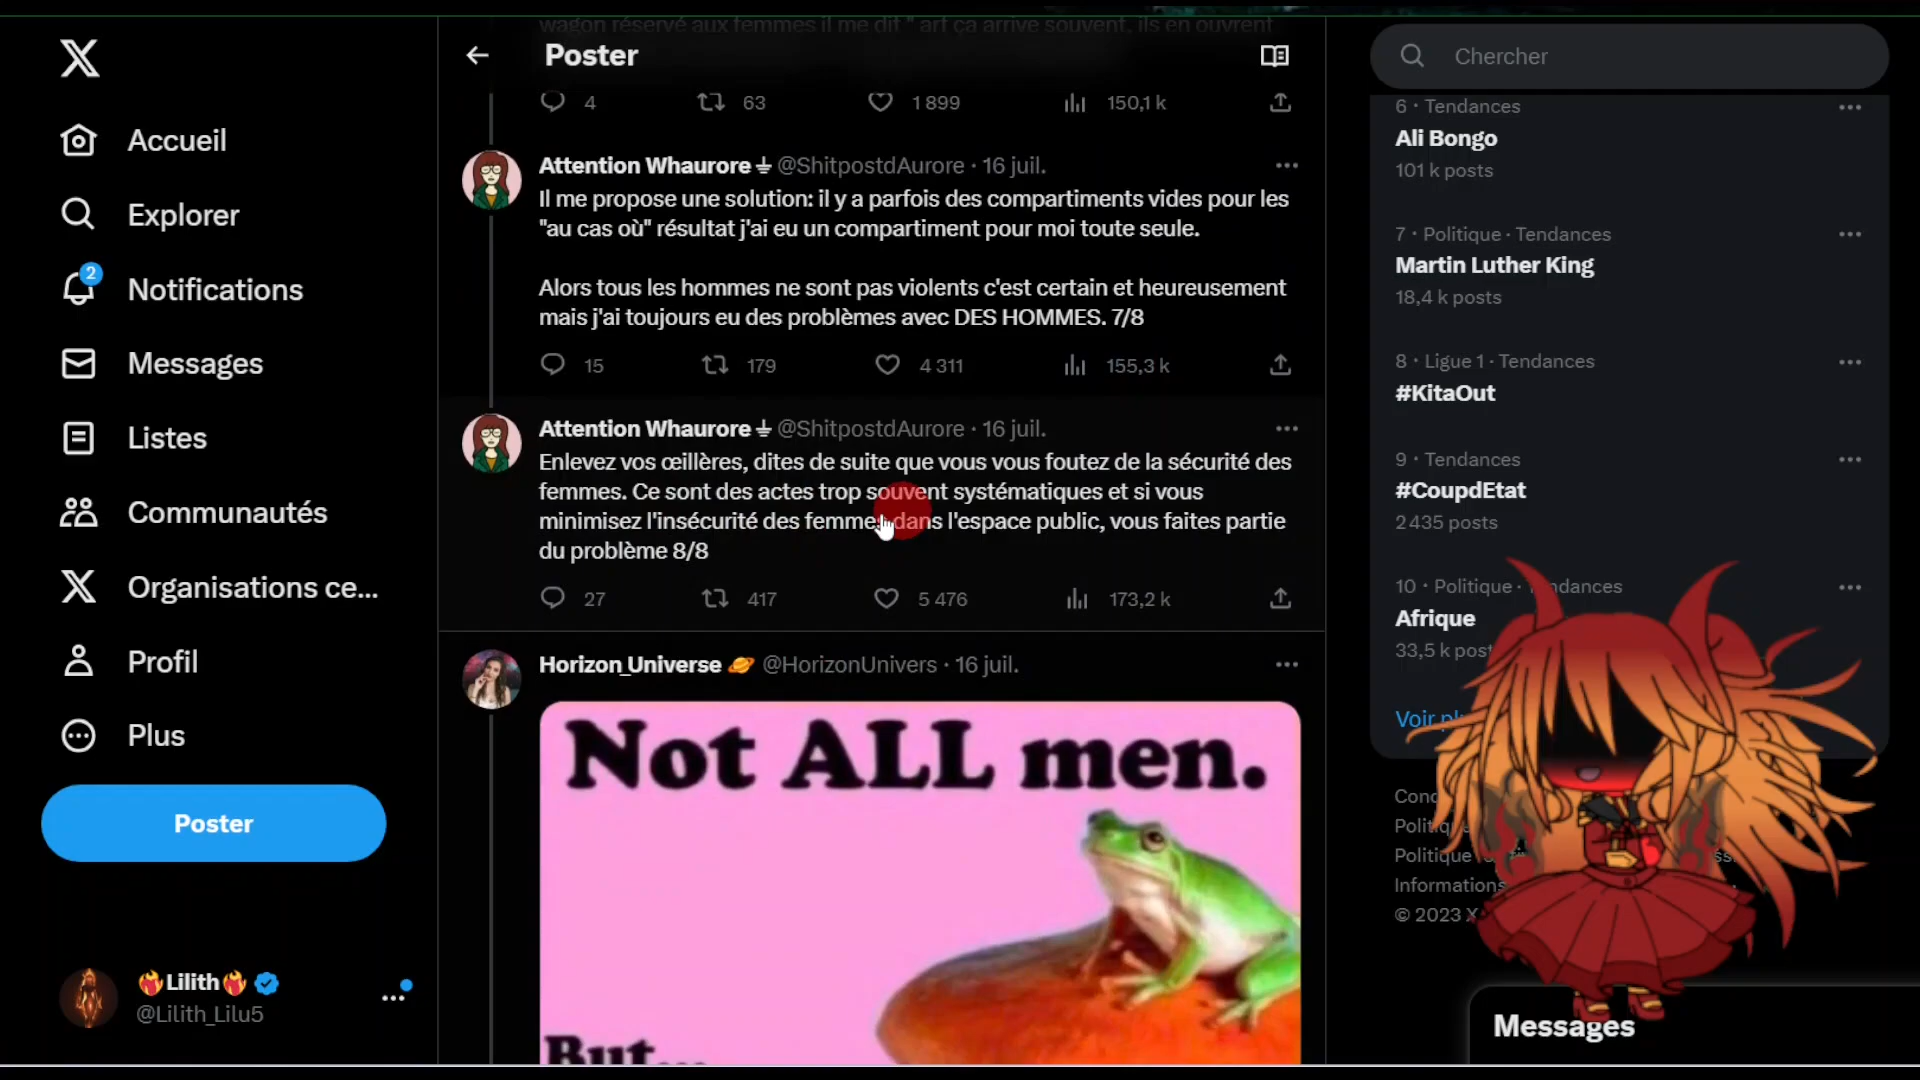 wagon réservé aux femmes il me dit " art ça arrive souvent, ils en ouvrent
Poster
4 63 1 899 150,1 k
Attention Whaurore ⏚ @ShitpostdAurore · 16 juil.
Il me propose une solution: il y a parfois des compartiments vides pour les
"au cas où" résultat j'ai eu un compartiment pour moi toute seule.
Alors tous les hommes ne sont pas violents c'est certain et heureusement
mais j'ai toujours eu des problèmes avec DES HOMMES. 7/8
15 179 4 311 155,3 k
Attention Whaurore ⏚ @ShitpostdAurore · 16 juil.
Enlevez vos œillères, dites de suite que vous vous foutez de la sécurité des
femmes. Ce sont des actes trop souvent systématiques et si vous
minimisez l'insécurité des femmes dans l'espace public, vous faites partie
du problème 8/8
27 417 5 476 173,2 k
Horizon_Universe 🪐 @HorizonUnivers · 16 juil.
Not ALL men.
But...
X
Accueil
Explorer
2
Notifications
Messages
Listes
Communautés
Organisations ce...
Profil
Plus
Poster
❤️‍🔥Lilith❤️‍🔥
@Lilith_Lilu5
Chercher
6 · Tendances
Ali Bongo
101 k posts
7 · Politique · Tendances
Martin Luther King
18,4 k posts
8 · Ligue 1 · Tendances
#KitaOut
9 · Tendances
#CoupdEtat
2 435 posts
10 · Politique ·
Afrique
33,5 k
Voir
Politique
Informations
© 2023 X
Messages